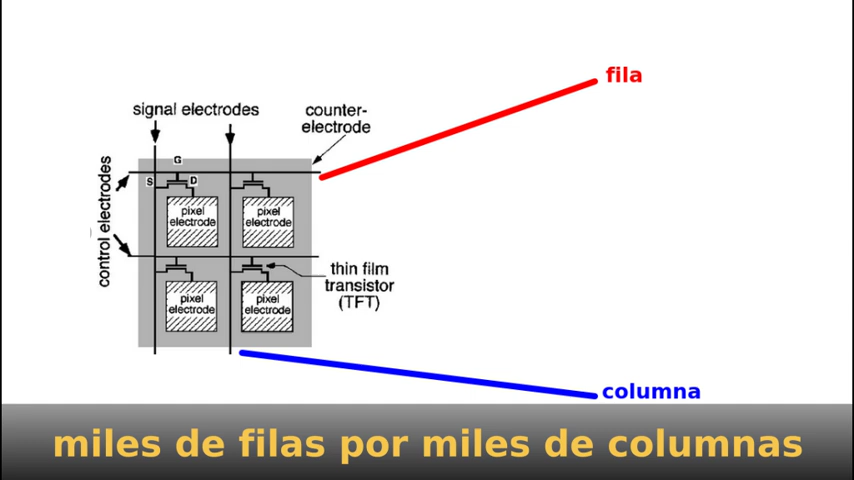 fila
signal electrodes
counter-
electrode
control electrodes
G
S
D
pixel
electrode
pixel
electrode
thin film
transistor
(TFT)
pixel
electrode
pixel
electrode
columna
miles de filas por miles de columnas